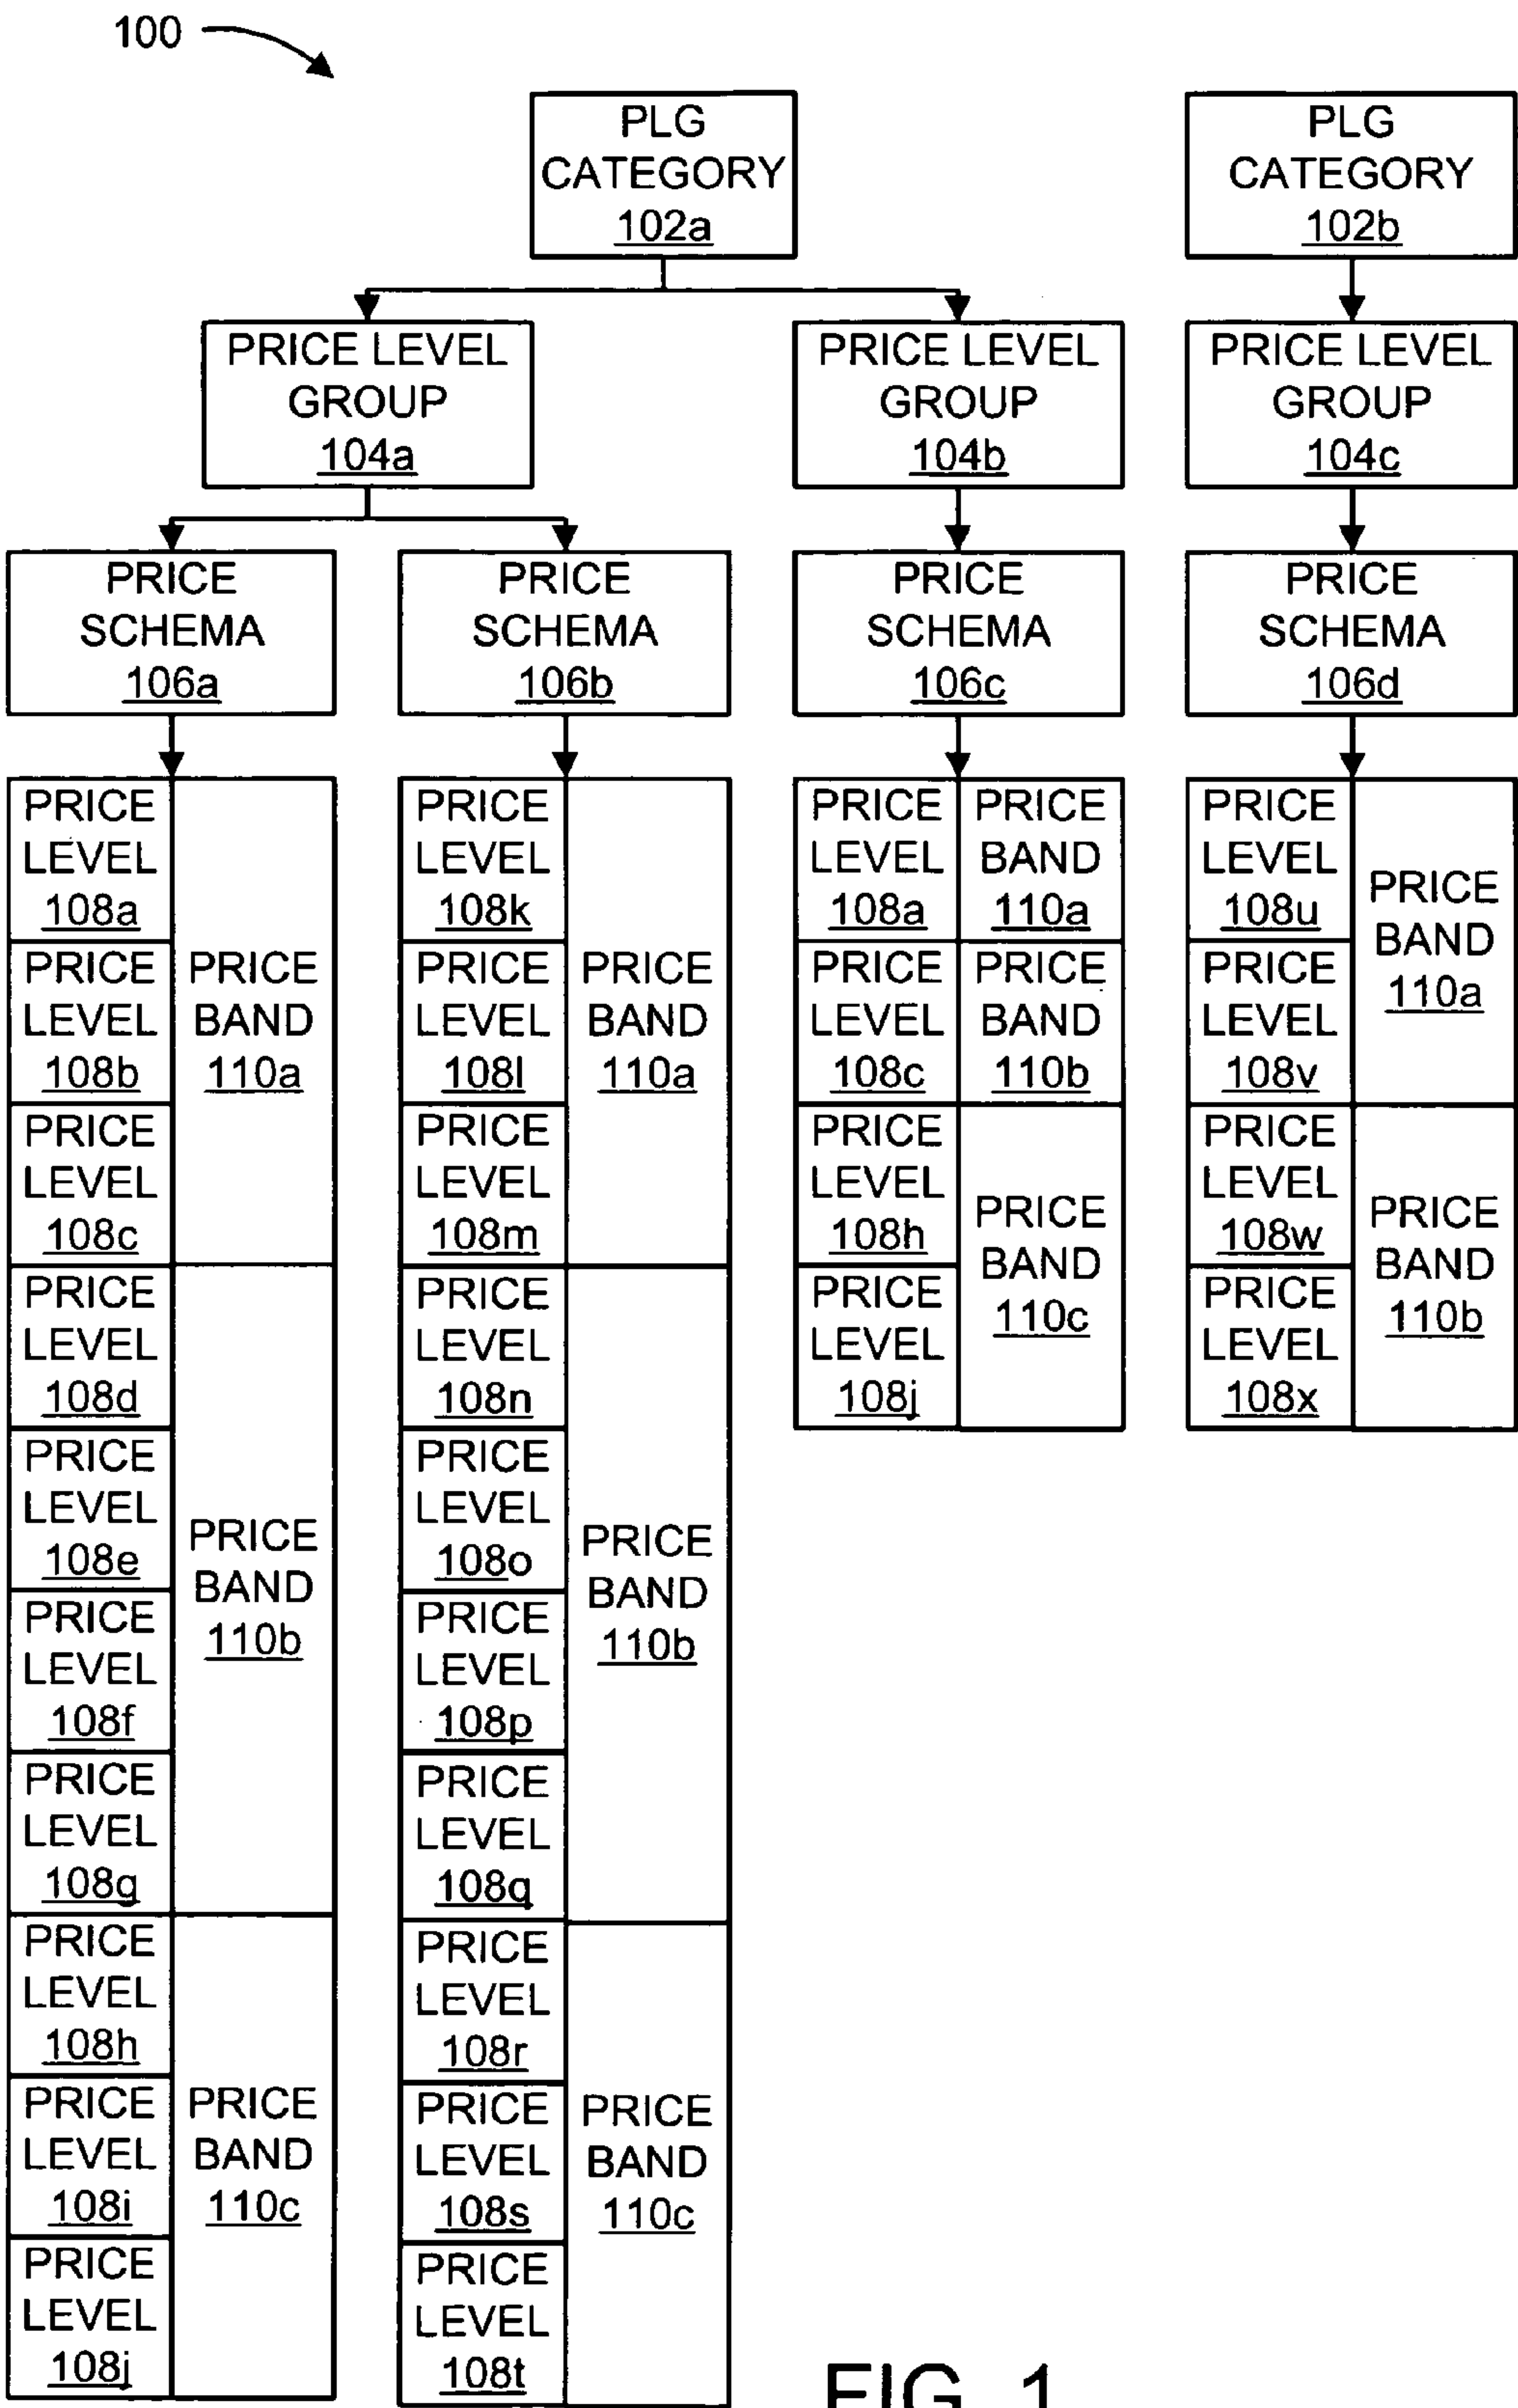 100
PLG
CATEGORY
102a
PLG
CATEGORY
102b
PRICE LEVEL
GROUP
104a
PRICE LEVEL
GROUP
104b
PRICE LEVEL
GROUP
104c
PRICE
SCHEMA
106a
PRICE
SCHEMA
106b
PRICE
SCHEMA
106c
PRICE
SCHEMA
106d
PRICE
LEVEL
108a
PRICE
LEVEL
108b
PRICE
LEVEL
108c
PRICE
BAND
110a
PRICE
LEVEL
108d
PRICE
LEVEL
108e
PRICE
LEVEL
108f
PRICE
LEVEL
108g
PRICE
BAND
110b
PRICE
LEVEL
108h
PRICE
LEVEL
108i
PRICE
LEVEL
108j
PRICE
BAND
110c
PRICE
LEVEL
108k
PRICE
LEVEL
108l
PRICE
LEVEL
108m
PRICE
BAND
110a
PRICE
LEVEL
108n
PRICE
LEVEL
108o
PRICE
LEVEL
108p
PRICE
LEVEL
108q
PRICE
BAND
110b
PRICE
LEVEL
108r
PRICE
LEVEL
108s
PRICE
LEVEL
108t
PRICE
BAND
110c
PRICE
LEVEL
108a
PRICE
BAND
110a
PRICE
LEVEL
108c
PRICE
BAND
110b
PRICE
LEVEL
108h
PRICE
LEVEL
108j
PRICE
BAND
110c
PRICE
LEVEL
108u
PRICE
LEVEL
108v
PRICE
BAND
110a
PRICE
LEVEL
108w
PRICE
LEVEL
108x
PRICE
BAND
110b
FIG. 1